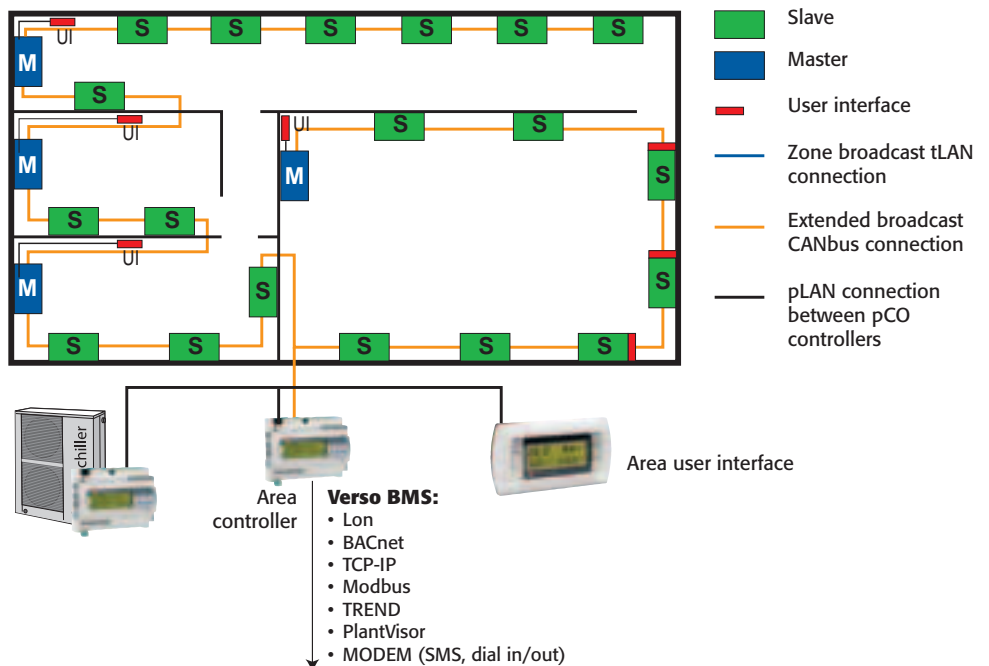 S S S S S S
UI
M
S
UI
M
S S
UI
M
S
S S
UI
M
S S
S
S
S S S
Slave
Master
User interface
Zone broadcast tLAN
connection
Extended broadcast
CANbus connection
pLAN connection
between pCO
controllers
chiller
Area
controller
Area user interface
Verso BMS:
• Lon
• BACnet
• TCP-IP
• Modbus
• TREND
• PlantVisor
• MODEM (SMS, dial in/out)